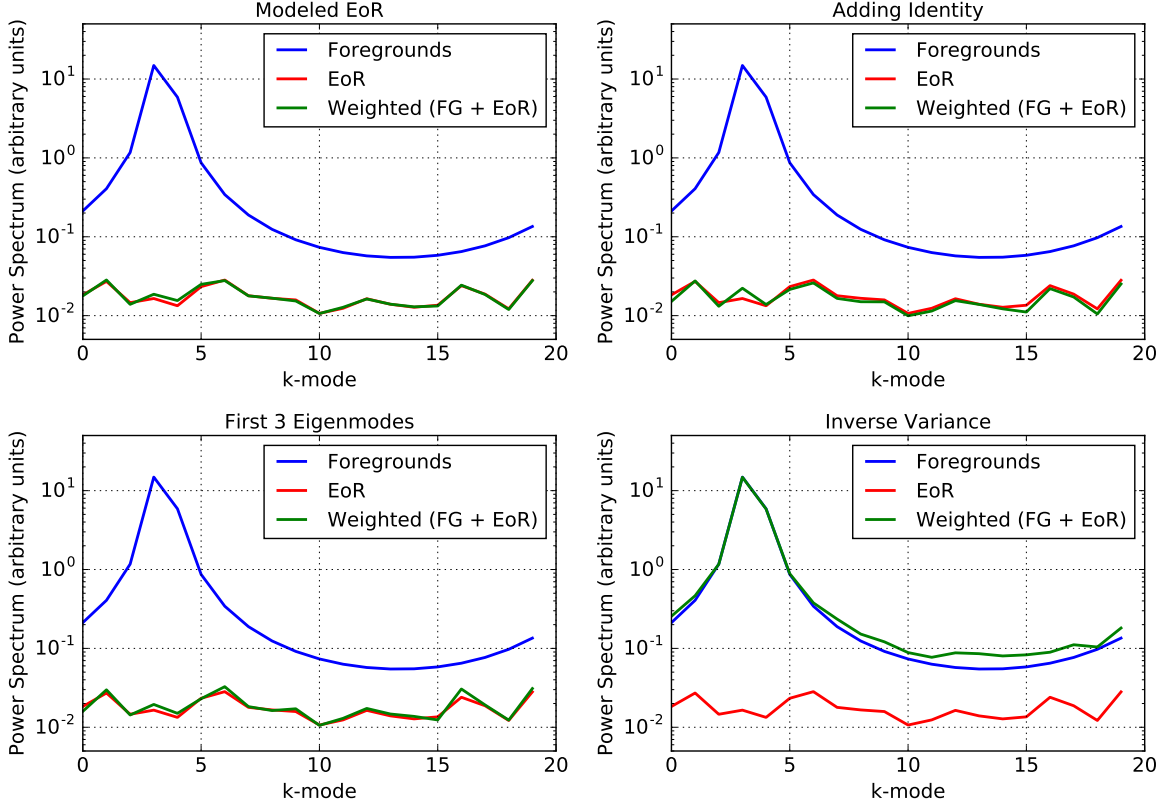 Modeled EoR
Power Spectrum (arbitrary units)
10^1
10^0
10^-1
10^-2
Foregrounds
EoR
Weighted (FG + EoR)
0 5 10 15 20
k-mode
Adding Identity
Power Spectrum (arbitrary units)
10^1
10^0
10^-1
10^-2
Foregrounds
EoR
Weighted (FG + EoR)
0 5 10 15 20
k-mode
First 3 Eigenmodes
Power Spectrum (arbitrary units)
10^1
10^0
10^-1
10^-2
Foregrounds
EoR
Weighted (FG + EoR)
0 5 10 15 20
k-mode
Inverse Variance
Power Spectrum (arbitrary units)
10^1
10^0
10^-1
10^-2
Foregrounds
EoR
Weighted (FG + EoR)
0 5 10 15 20
k-mode